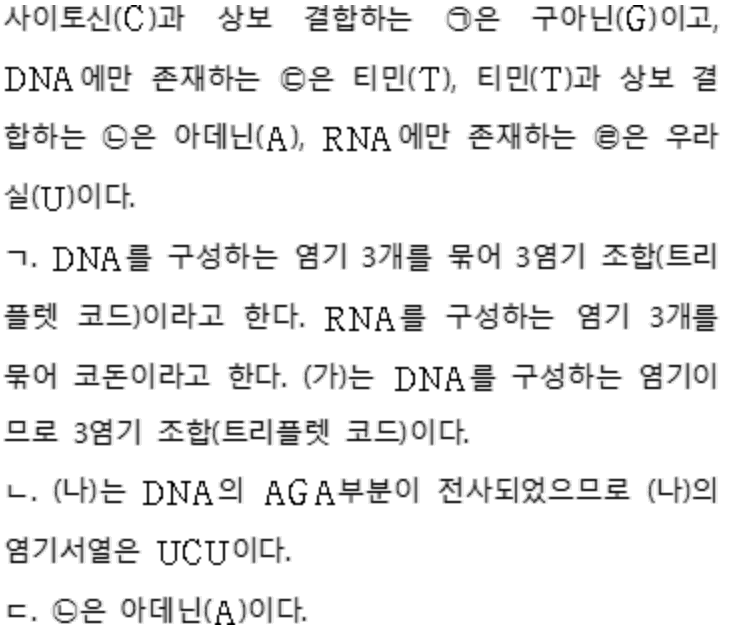 사이토신(C)과 상보 결합하는 ㉠은 구아닌(G)이고,
DNA에만 존재하는 ㉢은 티민(T), 티민(T)과 상보 결
합하는 ㉡은 아데닌(A), RNA에만 존재하는 ㉣은 우라
실(U)이다.
ㄱ. DNA를 구성하는 염기 3개를 묶어 3염기 조합(트리
플렛 코드)이라고 한다. RNA를 구성하는 염기 3개를
묶어 코돈이라고 한다. (가)는 DNA를 구성하는 염기이
므로 3염기 조합(트리플렛 코드)이다.
ㄴ. (나)는 DNA의 AGA부분이 전사되었으므로 (나)의
염기서열은 UCU이다.
ㄷ. ㉡은 아데닌(A)이다.